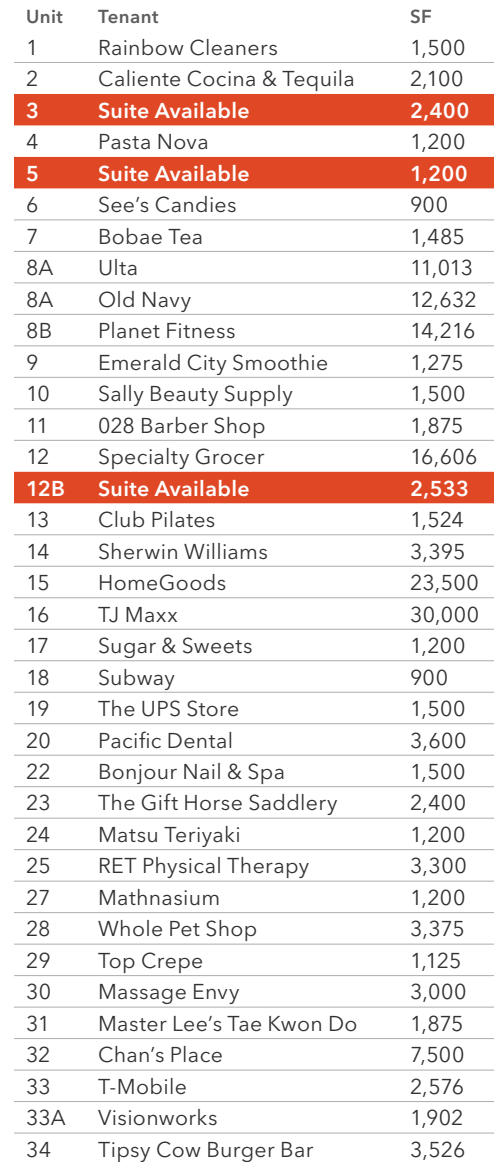 Unit Tenant SF
1 Rainbow Cleaners 1,500
2 Caliente Cocina & Tequila 2,100
3 Suite Available 2,400
4 Pasta Nova 1,200
5 Suite Available 1,200
6 See's Candies 900
7 Bobae Tea 1,485
8A Ulta 11,013
8A Old Navy 12,632
8B Planet Fitness 14,216
9 Emerald City Smoothie 1,275
10 Sally Beauty Supply 1,500
11 028 Barber Shop 1,875
12 Specialty Grocer 16,606
12B Suite Available 2,533
13 Club Pilates 1,524
14 Sherwin Williams 3,395
15 HomeGoods 23,500
16 TJ Maxx 30,000
17 Sugar & Sweets 1,200
18 Subway 900
19 The UPS Store 1,500
20 Pacific Dental 3,600
22 Bonjour Nail & Spa 1,500
23 The Gift Horse Saddlery 2,400
24 Matsu Teriyaki 1,200
25 RET Physical Therapy 3,300
27 Mathnasium 1,200
28 Whole Pet Shop 3,375
29 Top Crepe 1,125
30 Massage Envy 3,000
31 Master Lee's Tae Kwon Do 1,875
32 Chan's Place 7,500
33 T-Mobile 2,576
33A Visionworks 1,902
34 Tipsy Cow Burger Bar 3,526